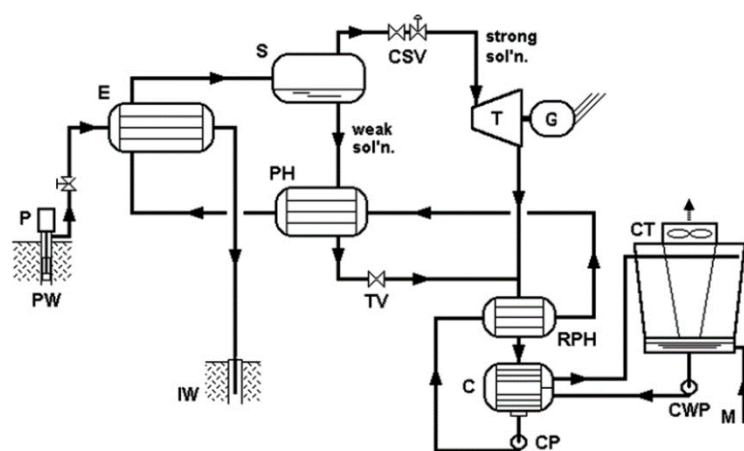 strong
sol'n.
S
CSV
E
T
G
weak
sol'n.
PH
CT
P
TV
PW
RPH
IW
C
CWP
M
CP